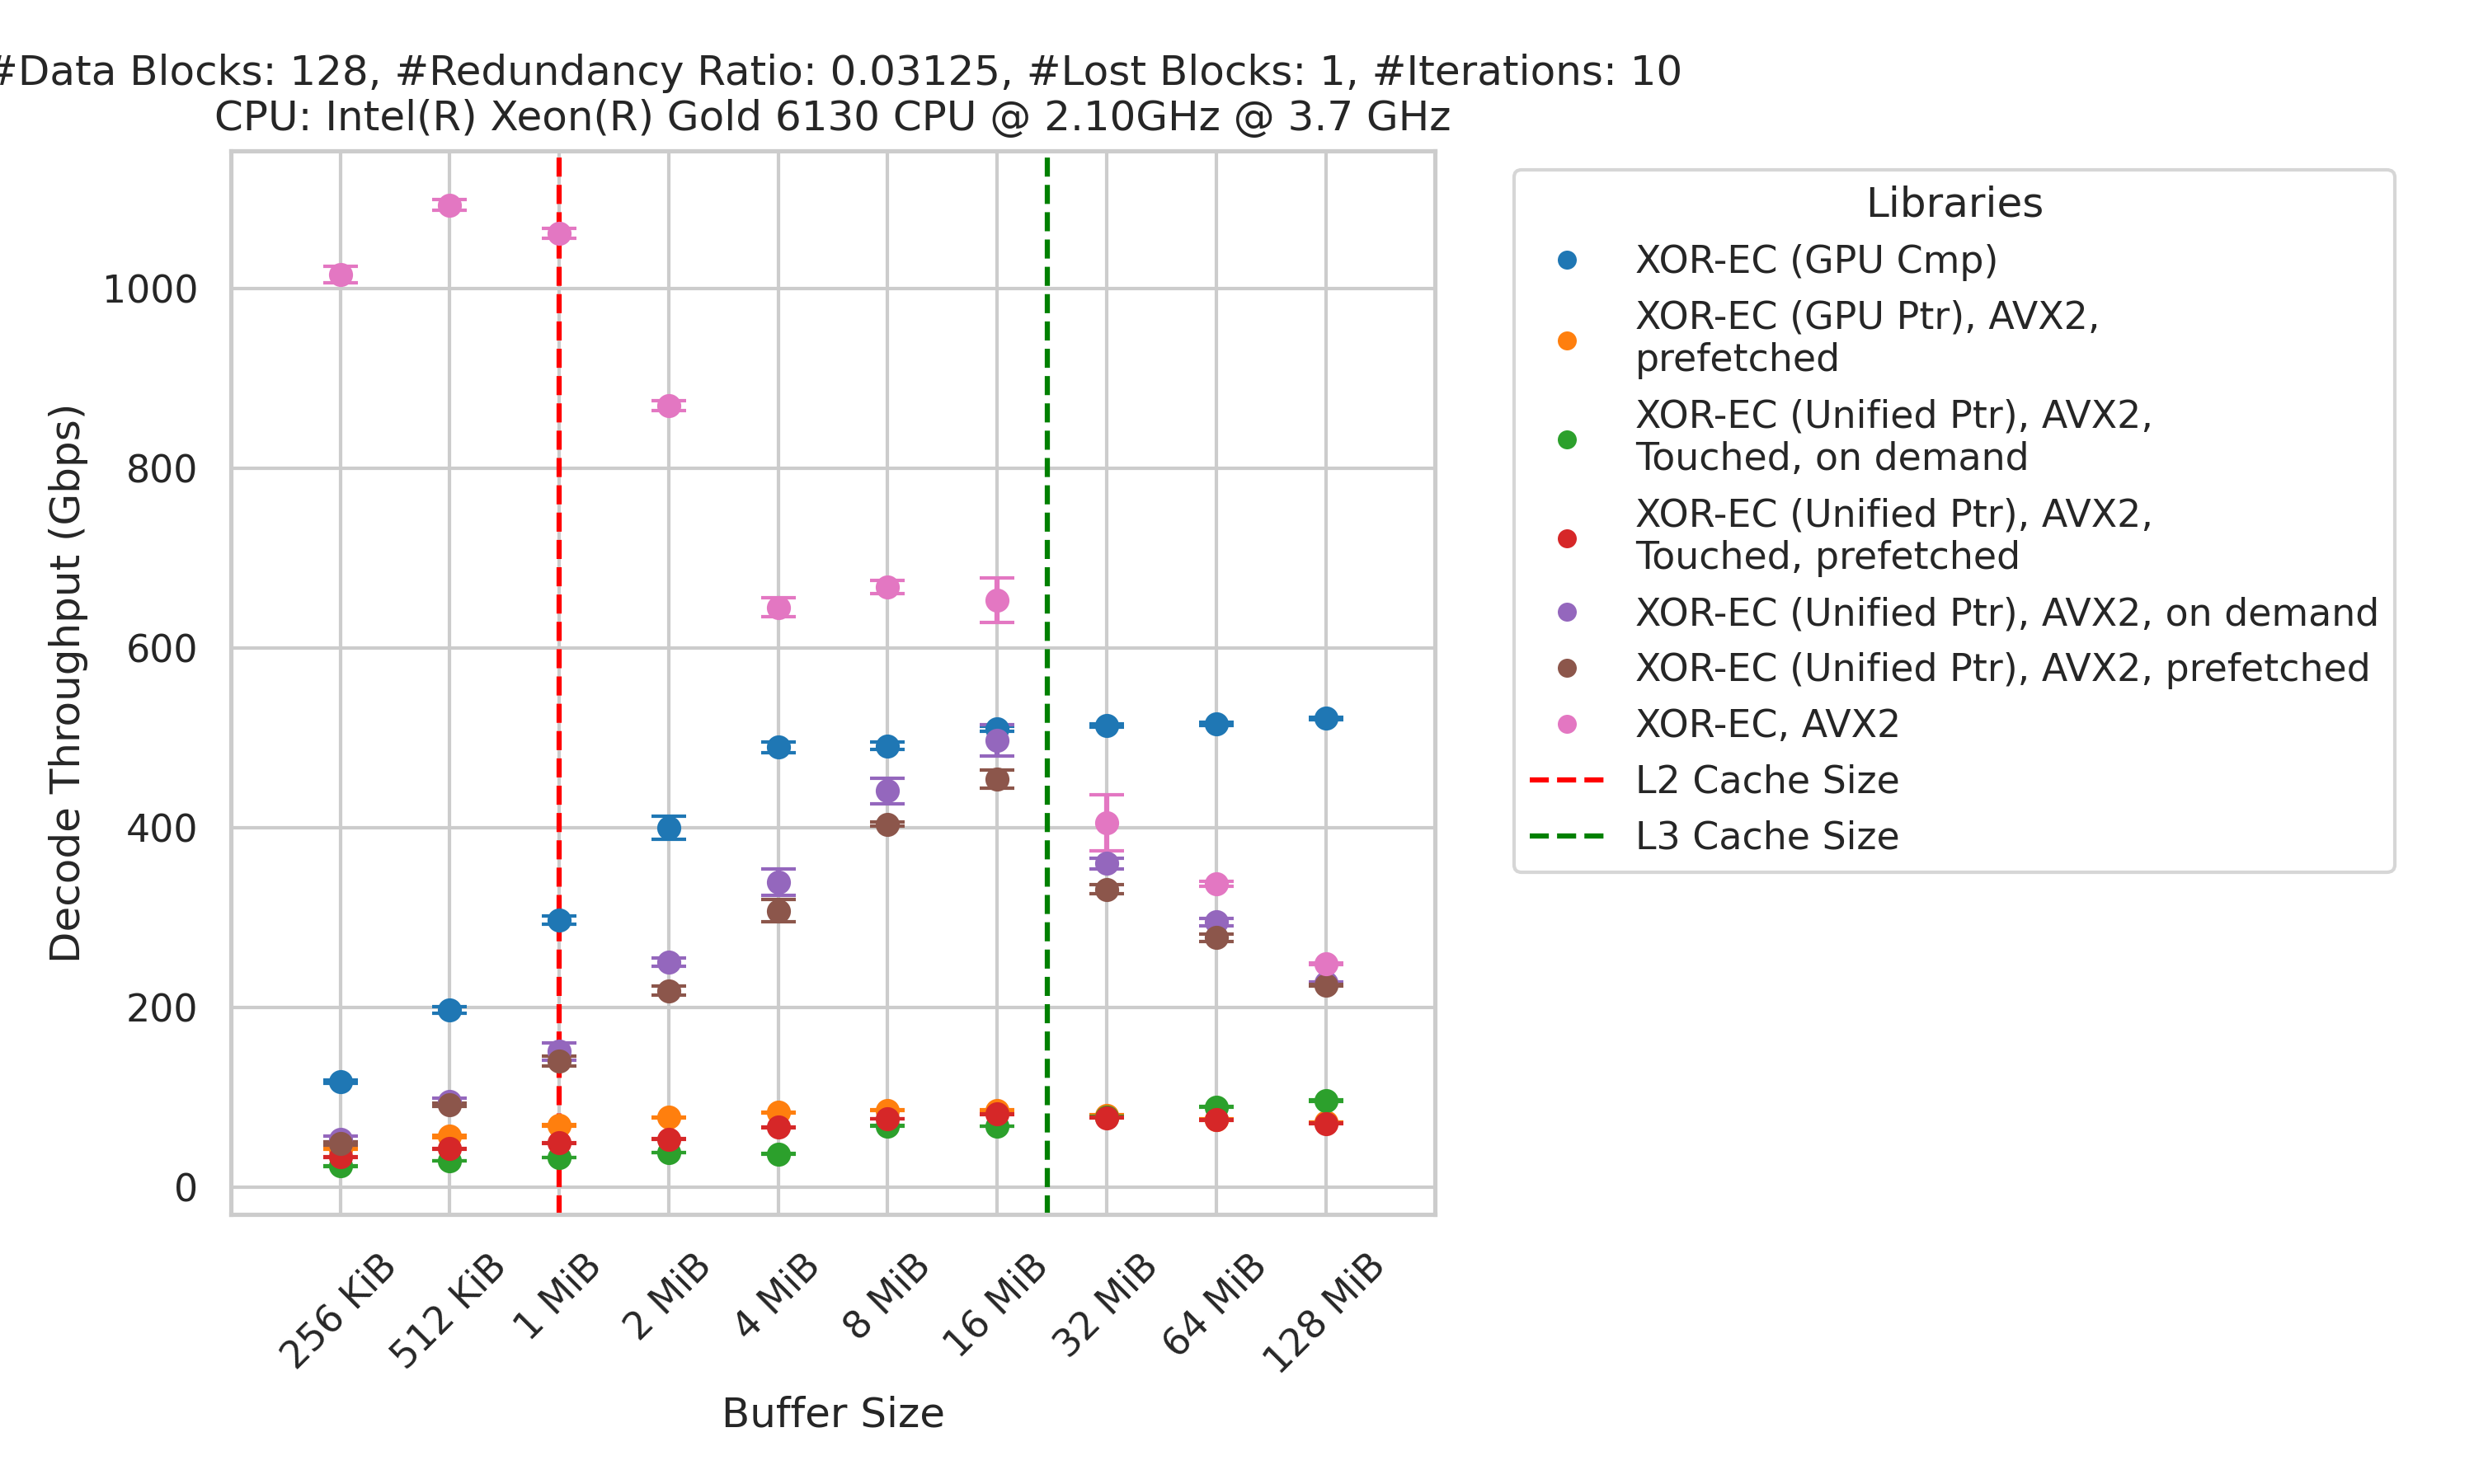 #Data Blocks: 128, #Redundancy Ratio: 0.03125, #Lost Blocks: 1, #Iterations: 10
CPU: Intel(R) Xeon(R) Gold 6130 CPU @ 2.10GHz @ 3.7 GHz
Decode Throughput (Gbps)
1000
800
600
400
200
0
256 KiB
512 KiB
1 MiB
2 MiB
4 MiB
8 MiB
16 MiB
32 MiB
64 MiB
128 MiB
Buffer Size
Libraries
XOR-EC (GPU Cmp)
XOR-EC (GPU Ptr), AVX2,
prefetched
XOR-EC (Unified Ptr), AVX2,
Touched, on demand
XOR-EC (Unified Ptr), AVX2,
Touched, prefetched
XOR-EC (Unified Ptr), AVX2, on demand
XOR-EC (Unified Ptr), AVX2, prefetched
XOR-EC, AVX2
L2 Cache Size
L3 Cache Size